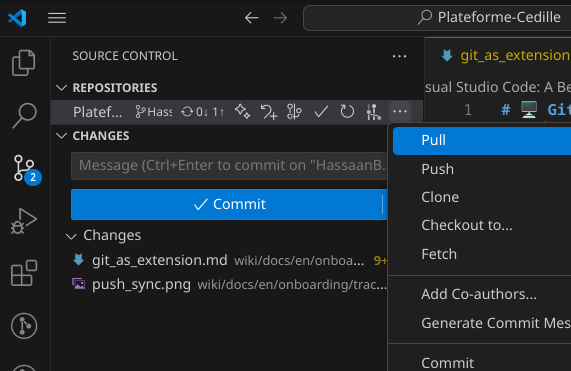 Plateforme-Cedille
SOURCE CONTROL
REPOSITORIES
Platef... Hass 0↓ 1↑
CHANGES
Message (Ctrl+Enter to commit on "HassaanB.
Commit
Changes
git_as_extension.md wiki/docs/en/onboa... 9+
push_sync.png wiki/docs/en/onboarding/trac...
2
git_as_extension
sual Studio Code: A Be
1 # 🖥️ Git
Pull
Push
Clone
Checkout to...
Fetch
Add Co-authors...
Generate Commit Mes
Commit